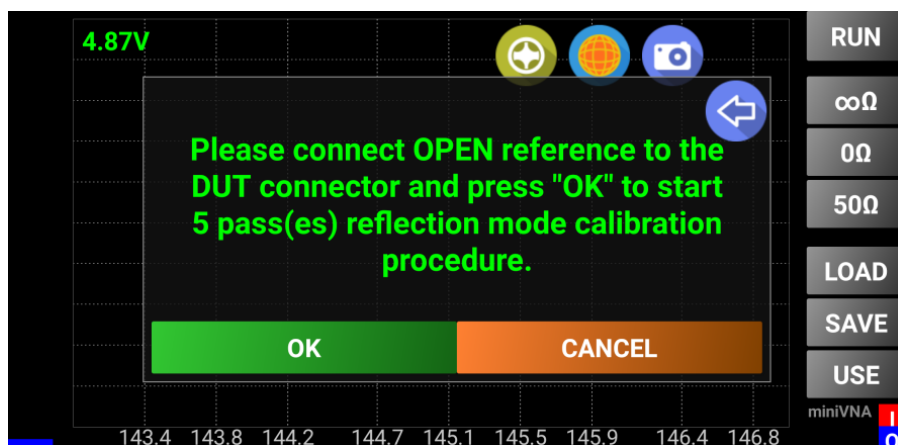 4.87V
RUN
Please connect OPEN reference to the
DUT connector and press "OK" to start
5 pass(es) reflection mode calibration
procedure.
OK
CANCEL
∞Ω
0Ω
50Ω
LOAD
SAVE
USE
miniVNA
I
O
143.4 143.8 144.2 144.7 145.1 145.5 145.9 146.4 146.8